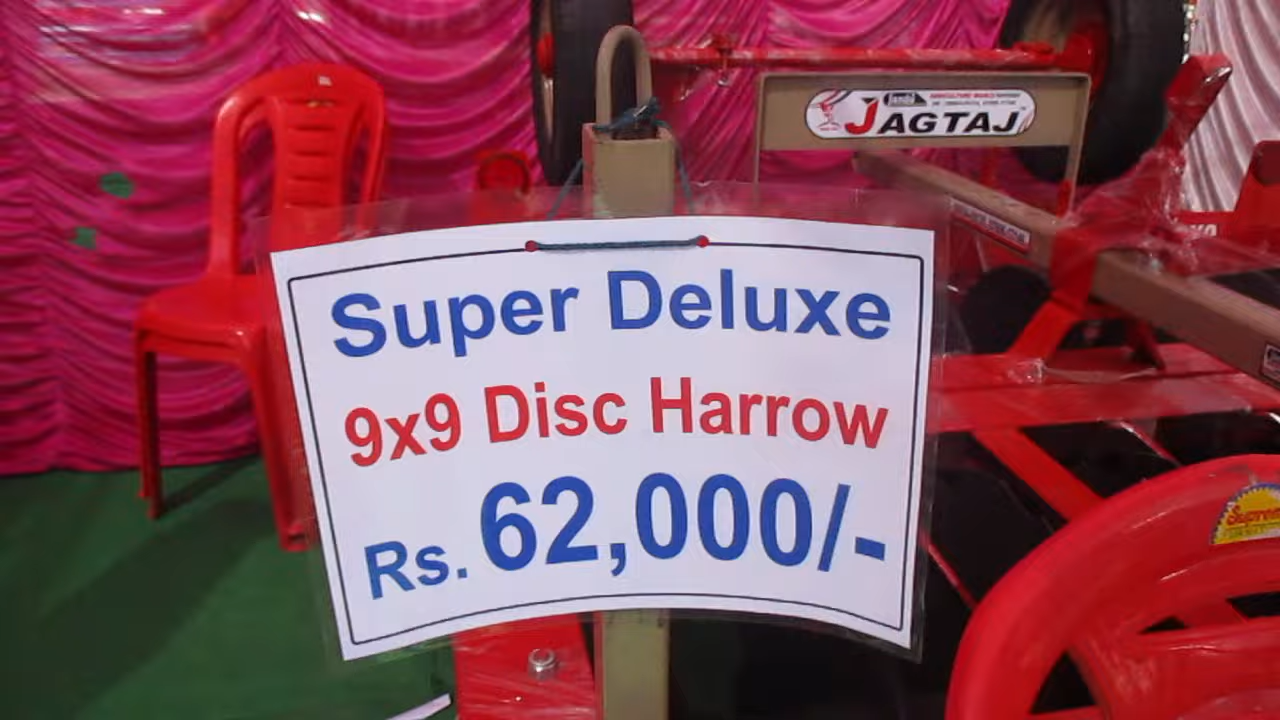 JAGTAJ
Super Deluxe
9x9 Disc Harrow
Rs. 62,000/-